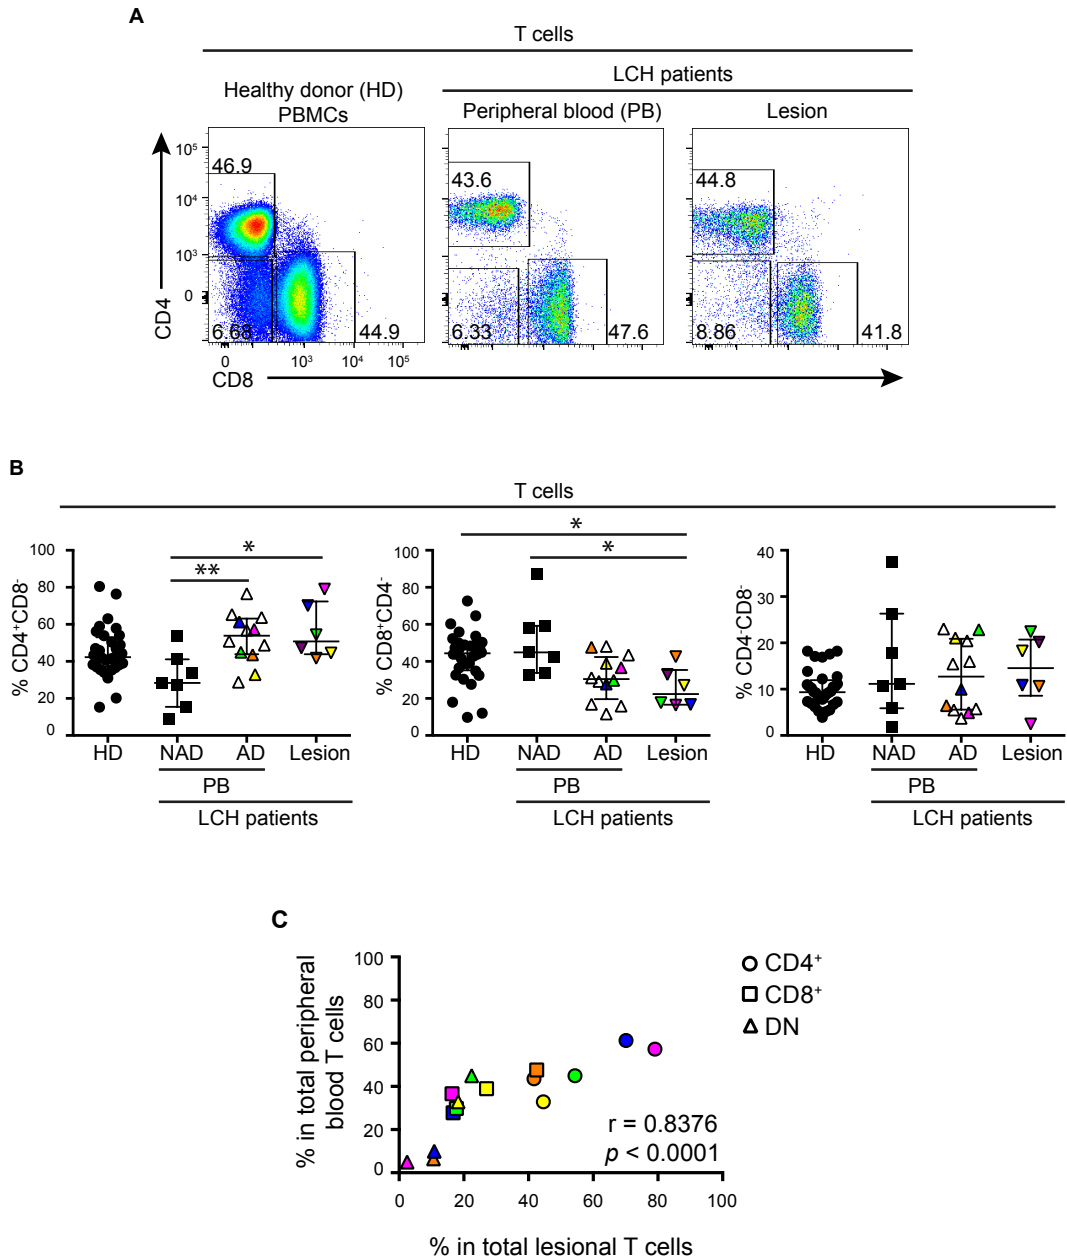 A
T cells
LCH patients
Healthy donor (HD)
PBMCs
Peripheral blood (PB)
Lesion
CD4
10⁵
10⁴
10³
0
46.9
6.68
44.9
43.6
6.33
47.6
44.8
8.86
41.8
0 10³ 10⁴ 10⁵
CD8
B
T cells
% CD4⁺CD8⁻
100
80
60
40
20
0
*
**
HD NAD AD Lesion
PB
LCH patients
% CD8⁺CD4⁻
100
80
60
40
20
0
*
*
HD NAD AD Lesion
PB
LCH patients
% CD4⁻CD8⁻
40
30
20
10
0
HD NAD AD Lesion
PB
LCH patients
C
% in total peripheral
blood T cells
100
80
60
40
20
0
CD4⁺
CD8⁺
DN
r = 0.8376
p < 0.0001
0 20 40 60 80 100
% in total lesional T cells